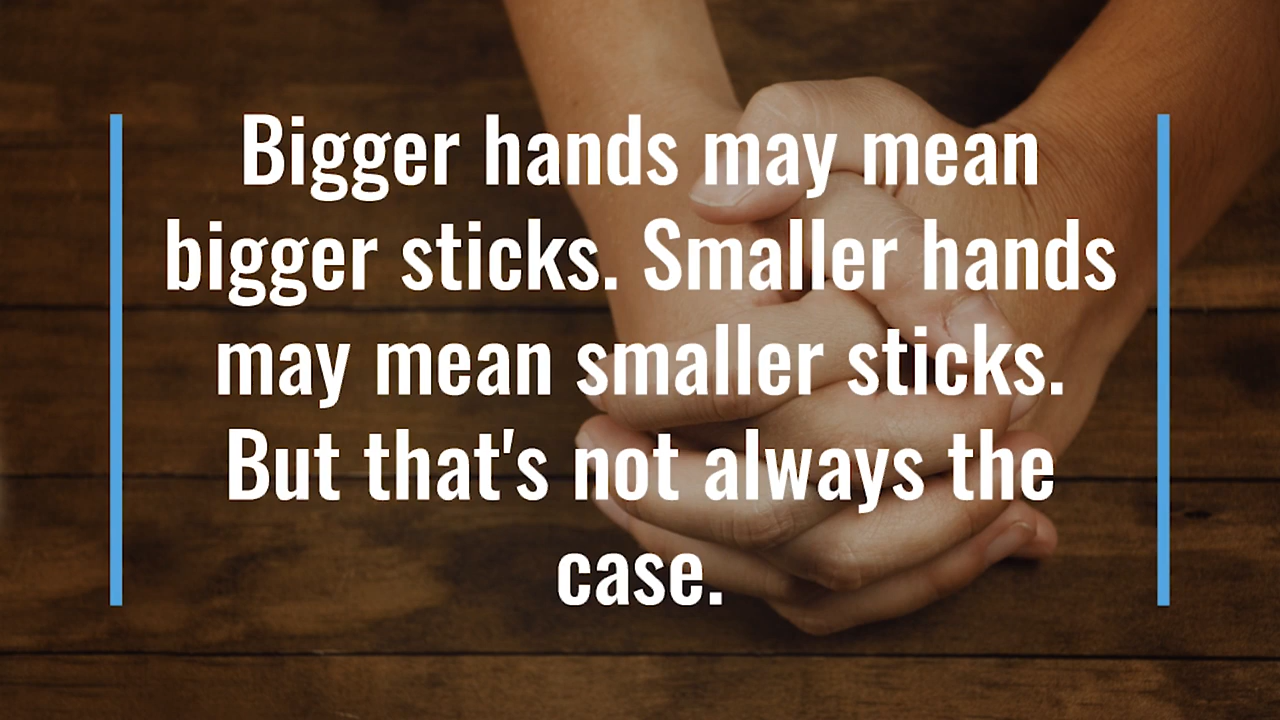 Bigger hands may mean
bigger sticks. Smaller hands
may mean smaller sticks.
But that's not always the
case.